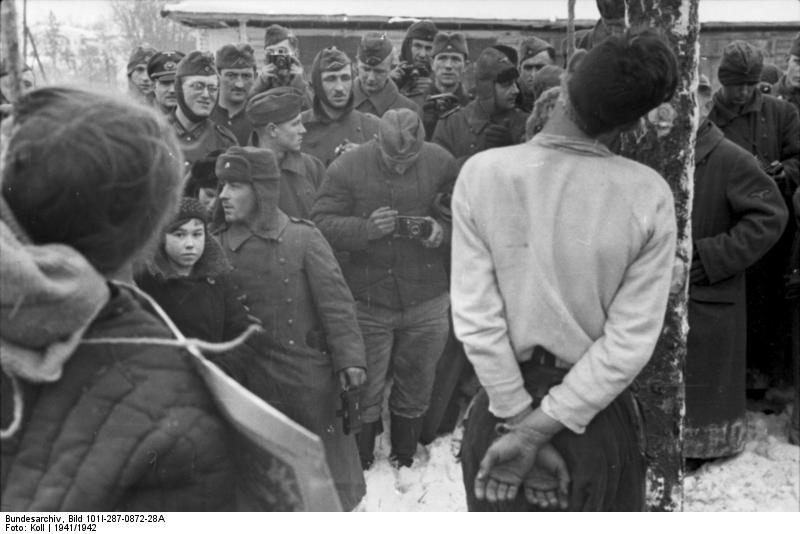 Bundesarchiv, Bild 101I-287-0872-28A
Foto: Koll | 1941/1942